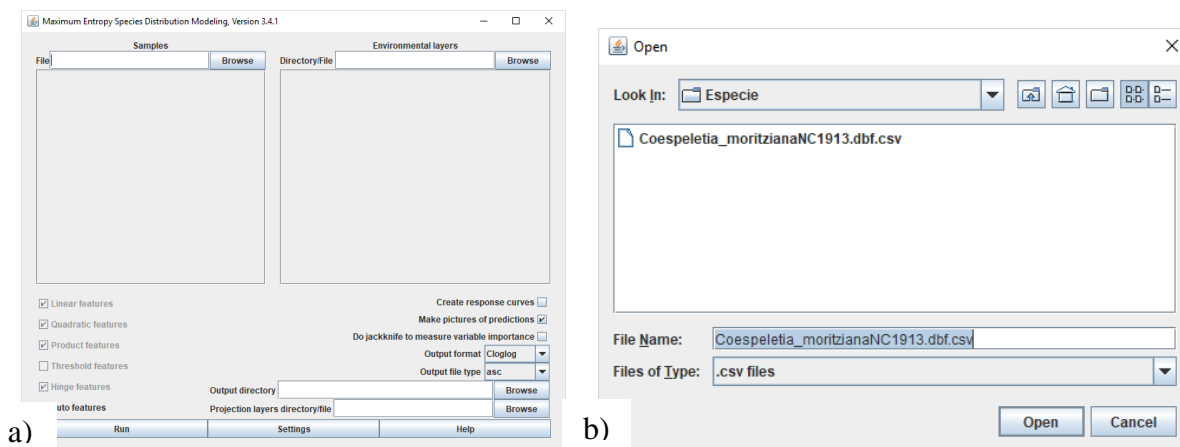 Maximum Entropy Species Distribution Modeling, Version 3.4.1
Samples
Environmental layers
File
Browse
Directory/File
Browse
Linear features
Quadratic features
Product features
Threshold features
Hinge features
uto features
Create response curves
Make pictures of predictions
Do jackknife to measure variable importance
Output format Cloglog
Output file type asc
Output directory
Browse
Projection layers directory/file
Browse
Run
Settings
Help
a)
Open
Look In: Especie
Coespeletia_moritzianaNC1913.dbf.csv
File Name: Coespeletia_moritzianaNC1913.dbf.csv
Files of Type: .csv files
Open
Cancel
b)